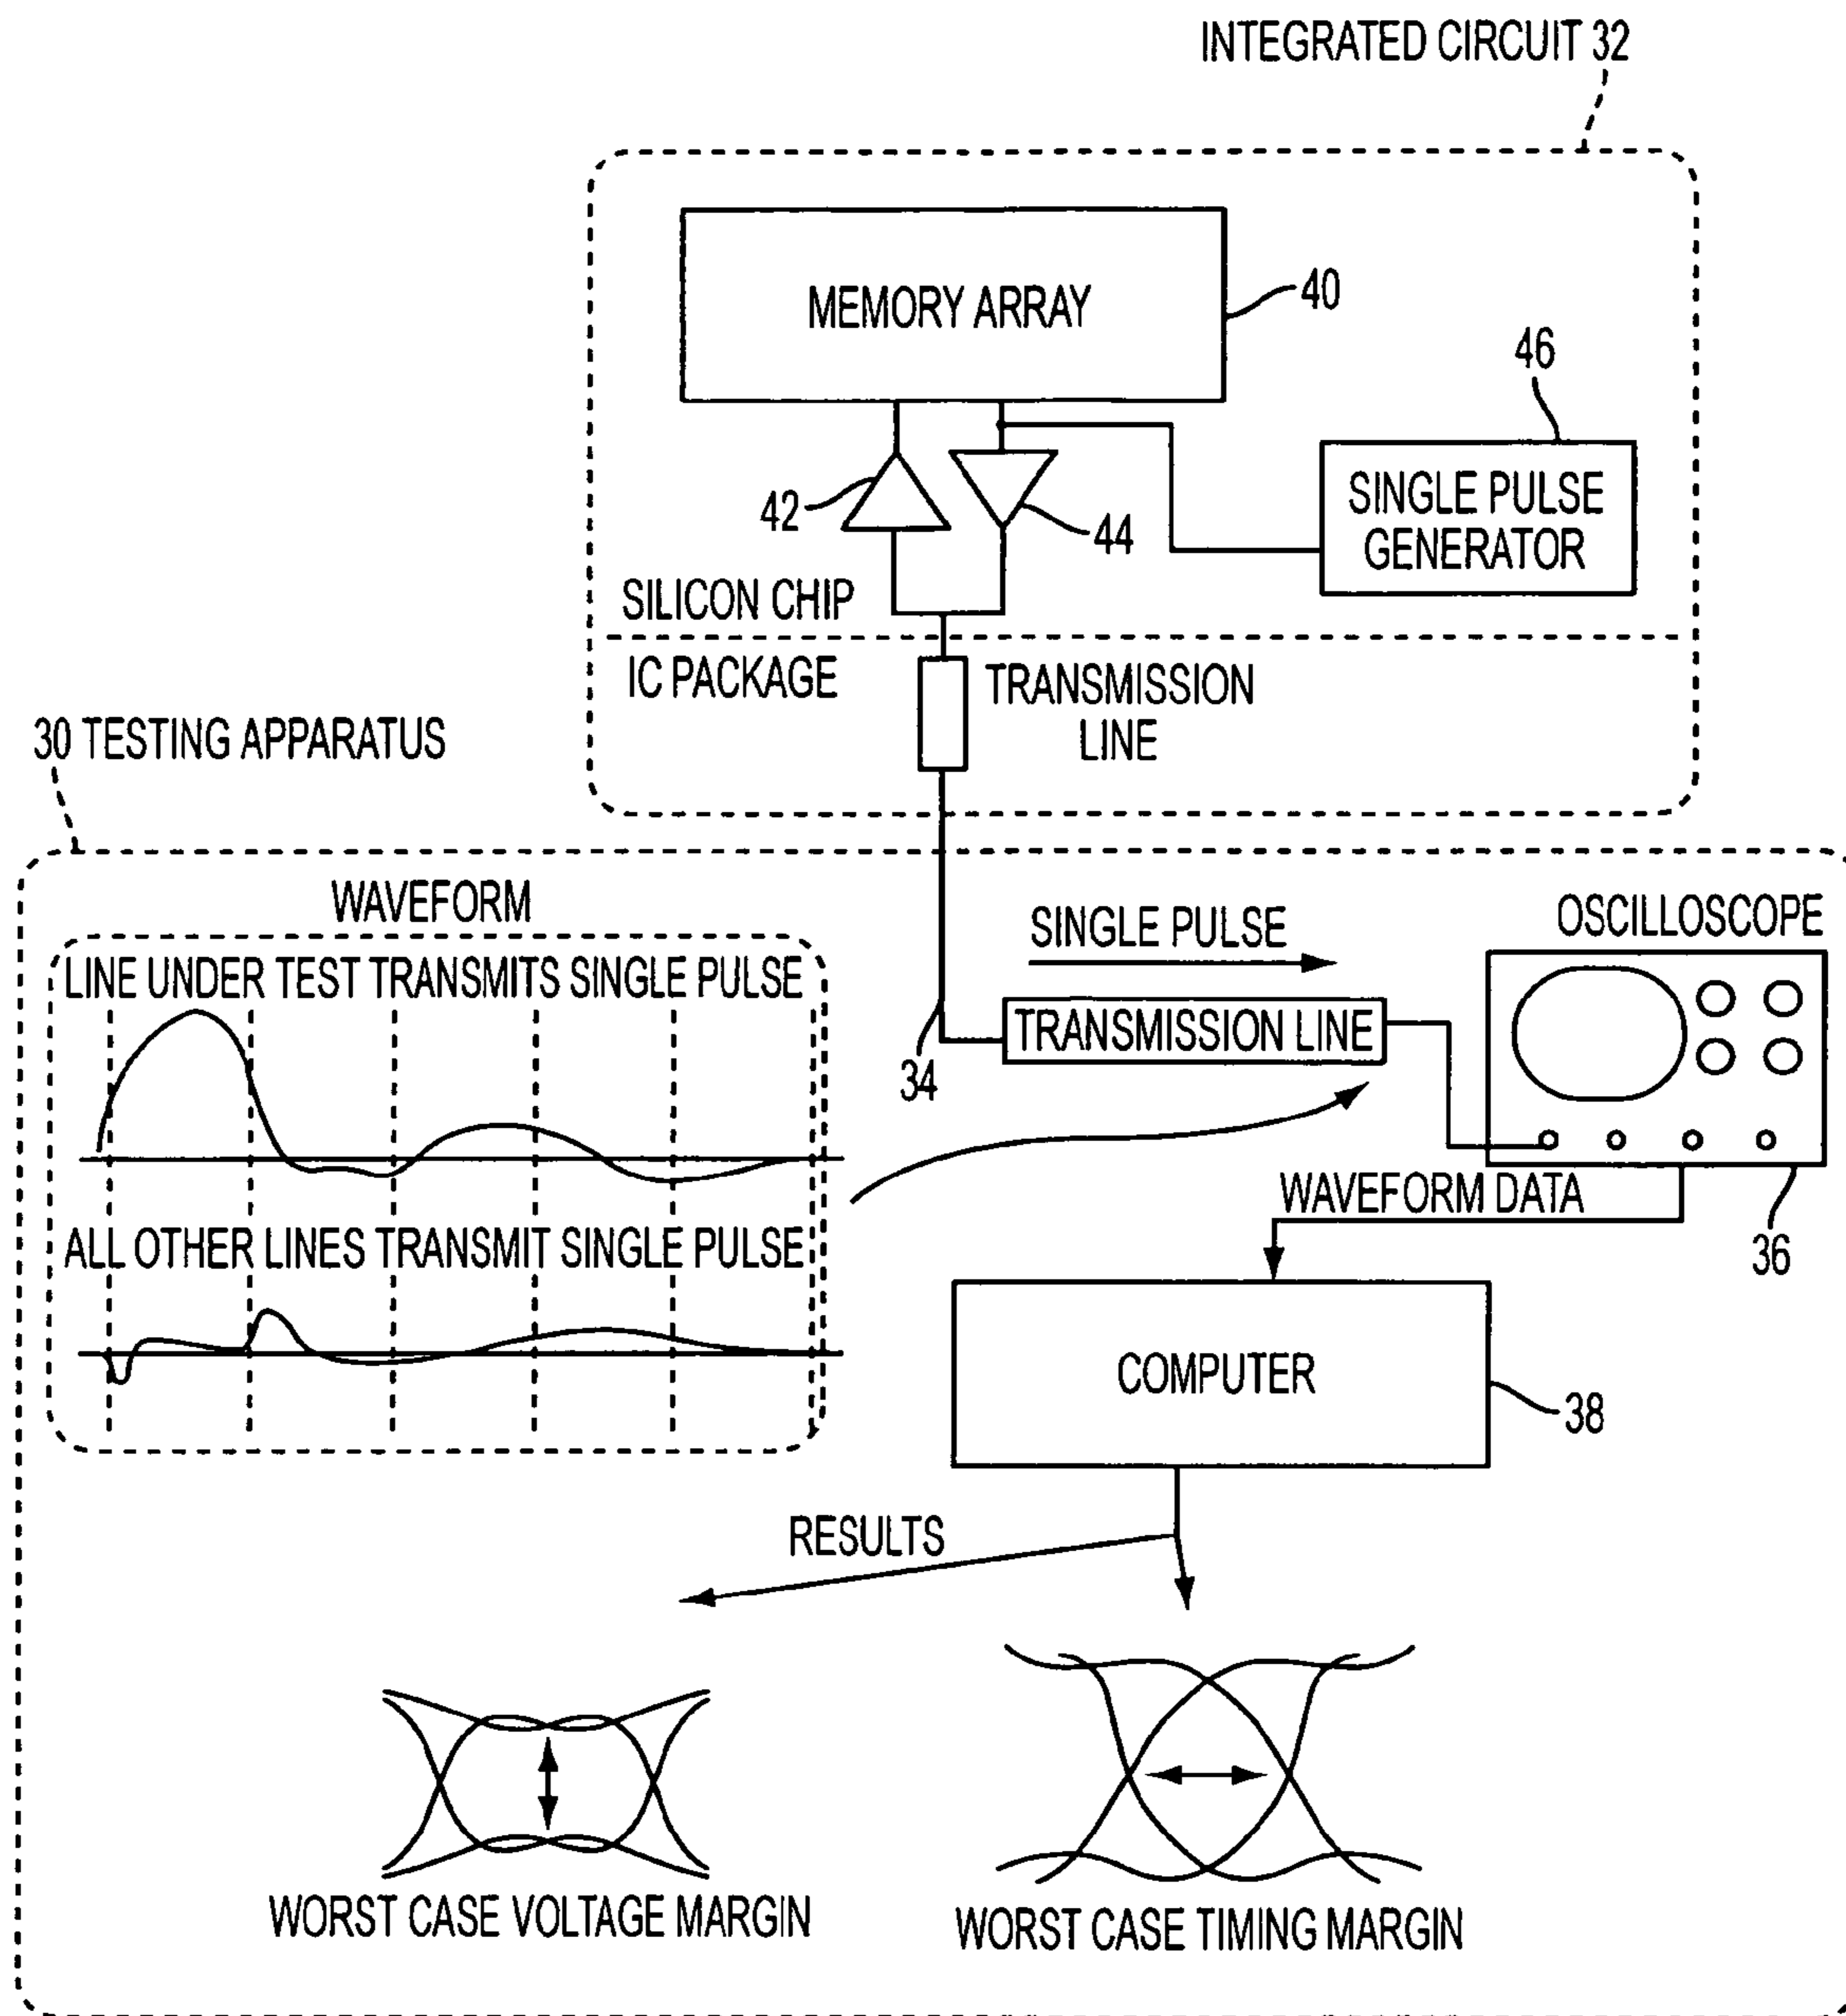 INTEGRATED CIRCUIT 32
MEMORY ARRAY
40
46
SINGLE PULSE
GENERATOR
42
44
SILICON CHIP
IC PACKAGE
TRANSMISSION
LINE
30 TESTING APPARATUS
WAVEFORM
LINE UNDER TEST TRANSMITS SINGLE PULSE
ALL OTHER LINES TRANSMIT SINGLE PULSE
SINGLE PULSE
OSCILLOSCOPE
TRANSMISSION LINE
34
WAVEFORM DATA
36
COMPUTER
38
RESULTS
WORST CASE VOLTAGE MARGIN
WORST CASE TIMING MARGIN